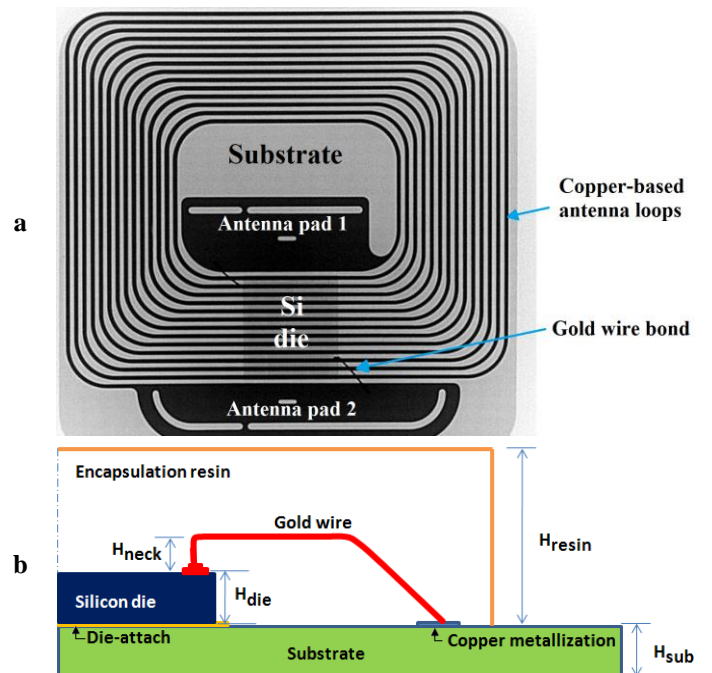 a
Substrate
Antenna pad 1
Copper-based
antenna loops
Si
die
Gold wire bond
Antenna pad 2
b
Encapsulation resin
Gold wire
Hneck
Hresin
Silicon die
Hdie
Die-attach
Copper metallization
Substrate
Hsub